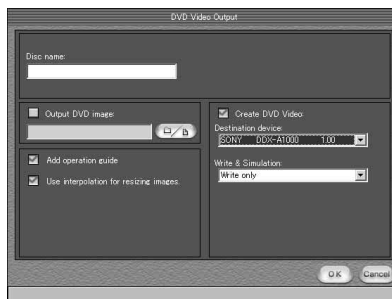 DVD Video Output
Disc name:
Output DVD image:
Add operation guide
Use interpolation for resizing images.
Create DVD Video:
Destination device:
SONY DDX-A1000 1.00
Write & Simulation:
Write only
OK
Cancel